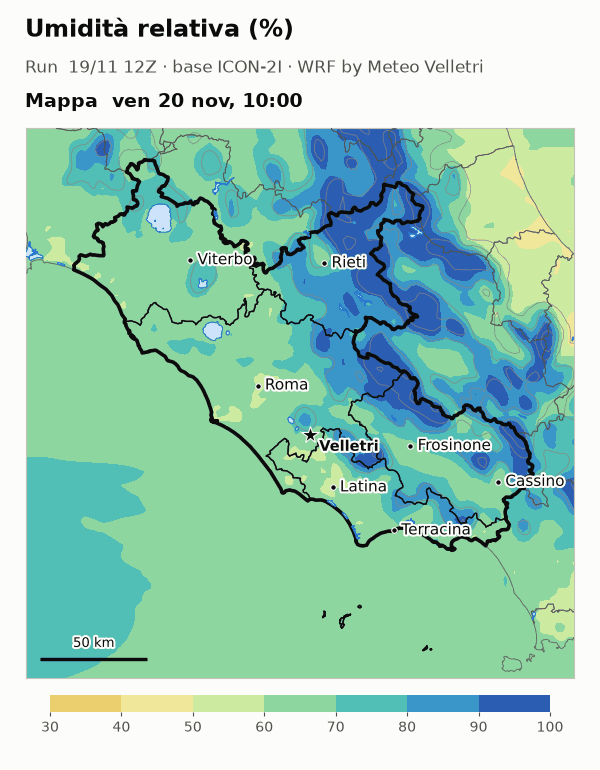 Umidità relativa (%)
Run  19/11 12Z · base ICON-2I · WRF by Meteo Velletri
Mappa  ven 20 nov, 10:00
Viterbo
Rieti
Roma
Velletri
Frosinone
Cassino
Latina
Terracina
50 km
30 40 50 60 70 80 90 100